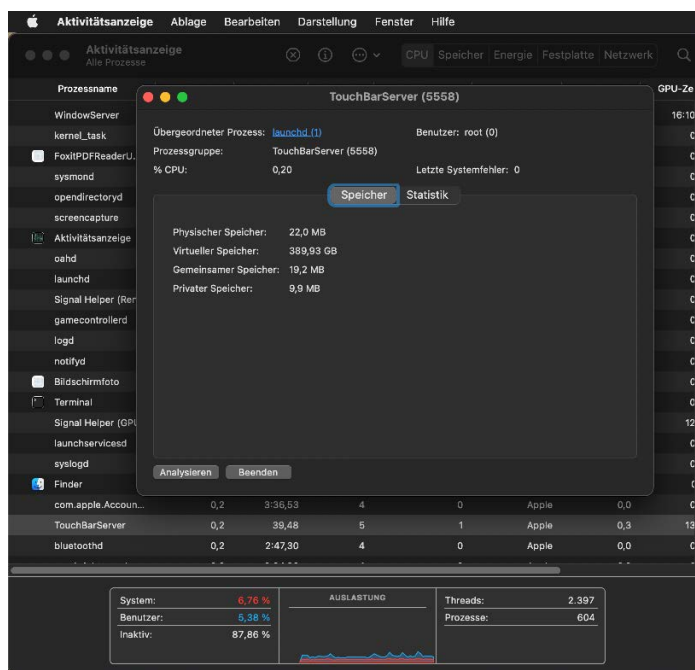 Aktivitätsanzeige Ablage Bearbeiten Darstellung Fenster Hilfe
Aktivitätsanzeige
Alle Prozesse
CPU Speicher Energie Festplatte Netzwerk
Prozessname
GPU-Ze
TouchBarServer (5558)
Übergeordneter Prozess: launchd (1) Benutzer: root (0)
Prozessgruppe: TouchBarServer (5558)
% CPU: 0,20 Letzte Systemfehler: 0
Speicher Statistik
Physischer Speicher: 22,0 MB
Virtueller Speicher: 389,93 GB
Gemeinsamer Speicher: 19,2 MB
Privater Speicher: 9,9 MB
Analysieren Beenden
WindowServer 16:10
kernel_task
FoxitPDFReaderU.
sysmond
opendirectoryd
screencapture
Aktivitätsanzeige
oahd
launchd
Signal Helper (Rer
gamecontrollerd
logd
notifyd
Bildschirmfoto
Terminal
Signal Helper (GPU 12
launchservicesd
syslogd
Finder
com.apple.Accoun... 0,2 3:36,53 4 0 Apple 0,0
TouchBarServer 0,2 39,48 5 1 Apple 0,3 13
bluetoothd 0,2 2:47,30 4 0 Apple 0,0
System: 6,76 % AUSLASTUNG Threads: 2.397
Benutzer: 5,38 % Prozesse: 604
Inaktiv: 87,86 %